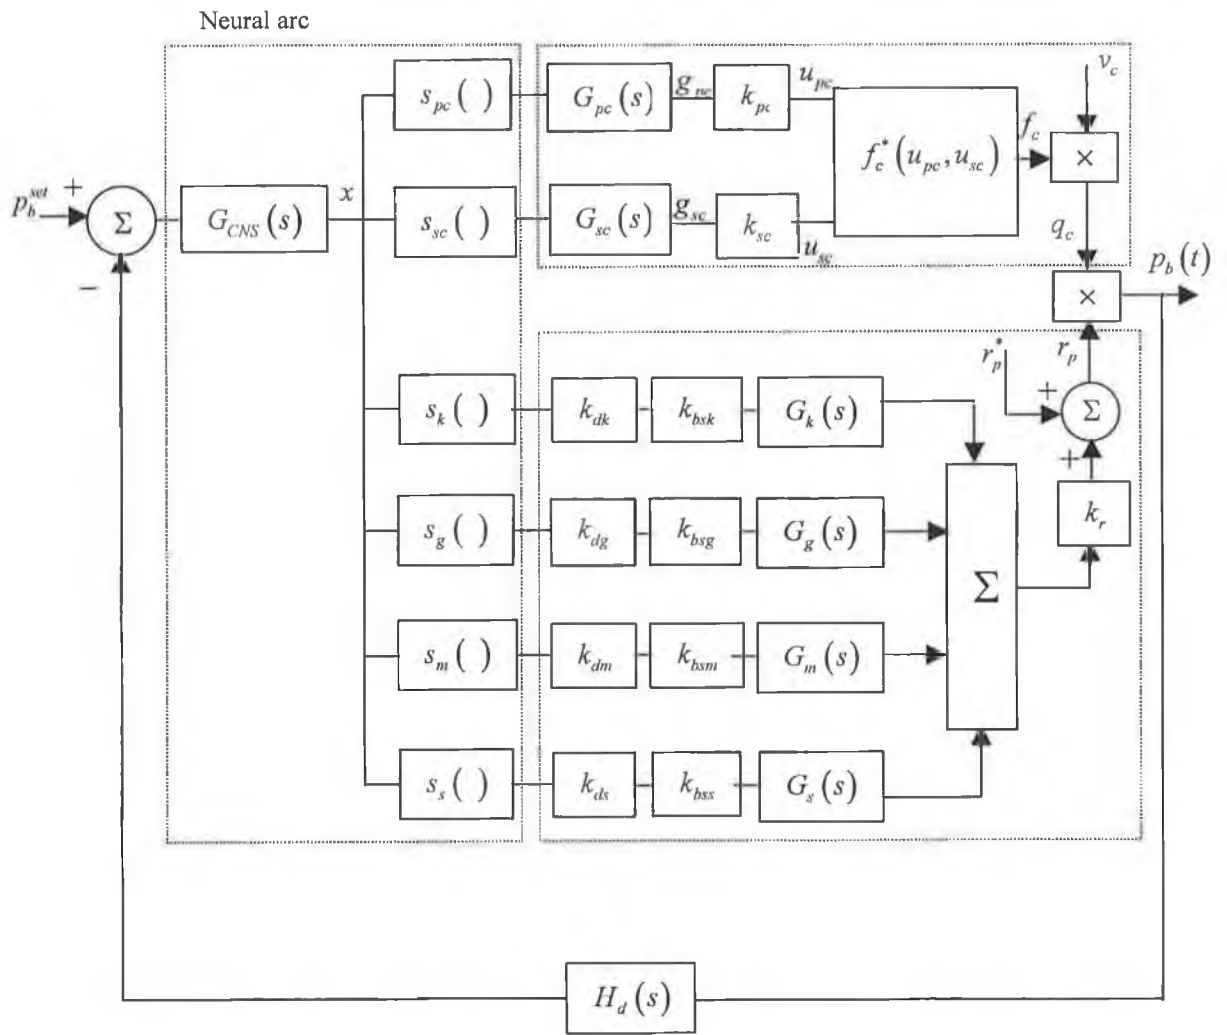 Neural arc
s_pc ( )
G_pc (s)
g_pc
k_pc
u_pc
f_c^* (u_pc, u_sc)
f_c
v_c
×
p_b^set
+
Σ
−
G_CNS (s)
x
s_sc ( )
G_sc (s)
g_sc
k_sc
u_sc
q_c
×
p_b (t)
r_p^*
r_p
+
Σ
+
k_r
s_k ( )
k_dk
k_bsk
G_k (s)
s_g ( )
k_dg
k_bsg
G_g (s)
Σ
s_m ( )
k_dm
k_bsm
G_m (s)
s_s ( )
k_ds
k_bss
G_s (s)
H_d (s)